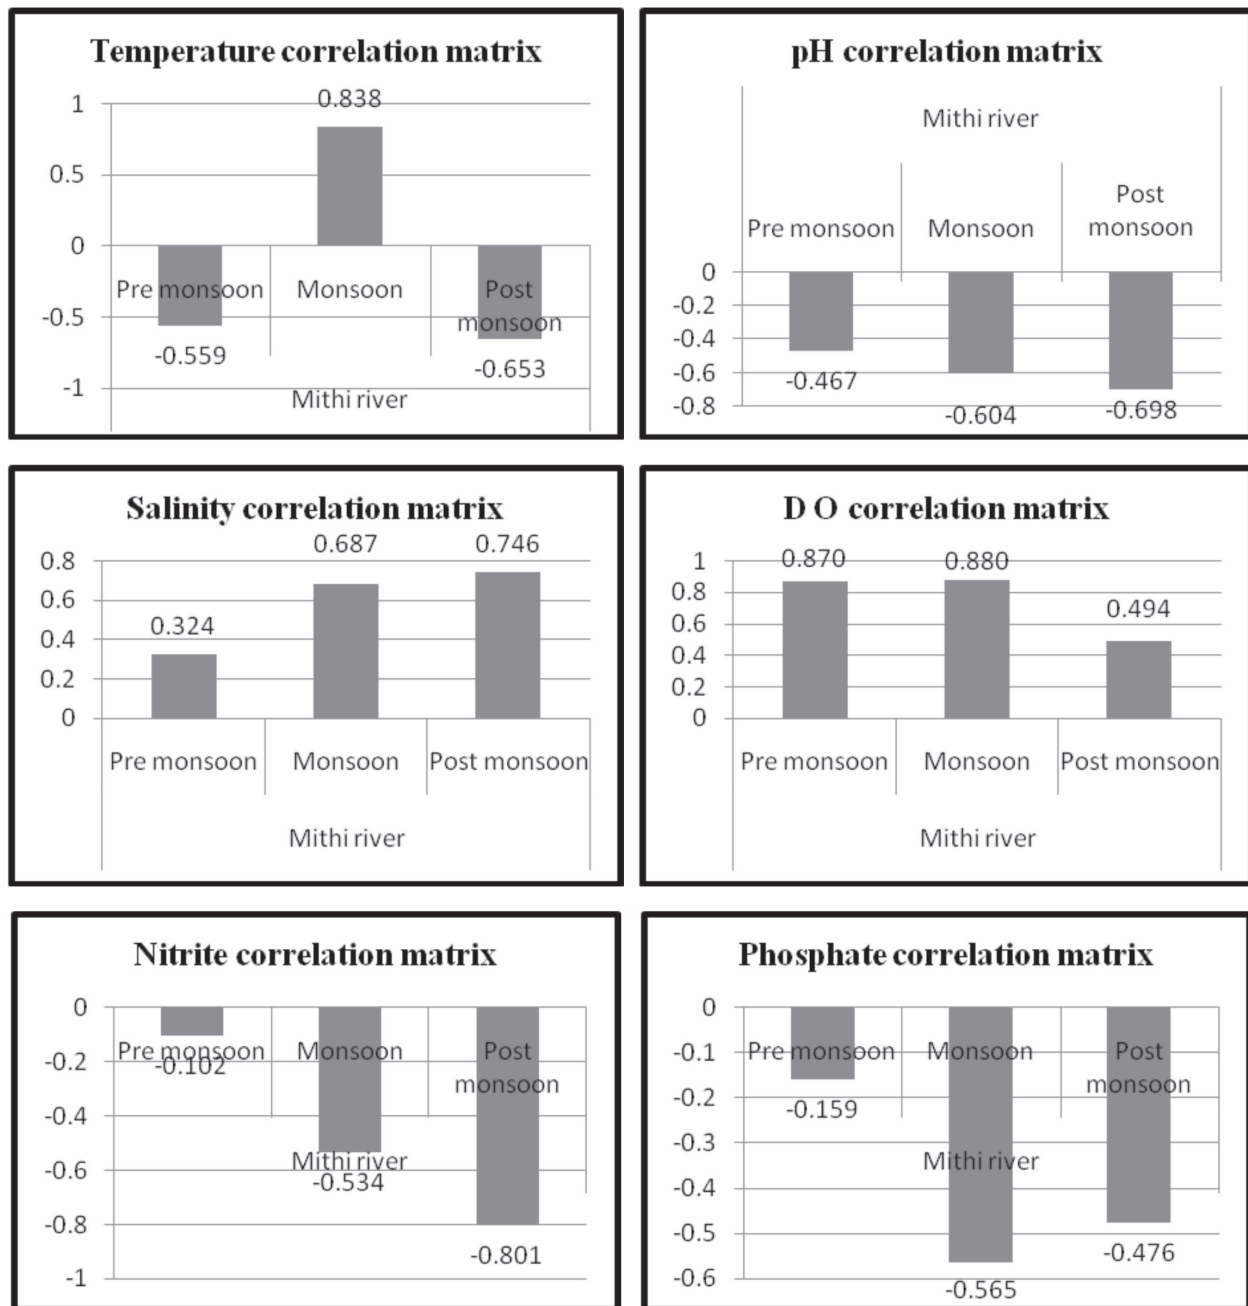 Temperature correlation matrix
0.838
1
0.5
0
-0.5
-1
Pre monsoon
Monsoon
Post
monsoon
-0.559
-0.653
Mithi river
pH correlation matrix
Mithi river
Pre monsoon
Monsoon
Post
monsoon
0
-0.2
-0.4
-0.6
-0.8
-0.467
-0.604
-0.698
Salinity correlation matrix
0.8
0.6
0.4
0.2
0
0.324
0.687
0.746
Pre monsoon
Monsoon
Post monsoon
Mithi river
D O correlation matrix
1
0.8
0.6
0.4
0.2
0
0.870
0.880
0.494
Pre monsoon
Monsoon
Post monsoon
Mithi river
Nitrite correlation matrix
0
-0.2
-0.4
-0.6
-0.8
-1
Pre monsoon
Monsoon
Post
monsoon
-0.102
Mithi river
-0.534
-0.801
Phosphate correlation matrix
0
-0.1
-0.2
-0.3
-0.4
-0.5
-0.6
Pre monsoon
Monsoon
Post
monsoon
-0.159
Mithi river
-0.565
-0.476